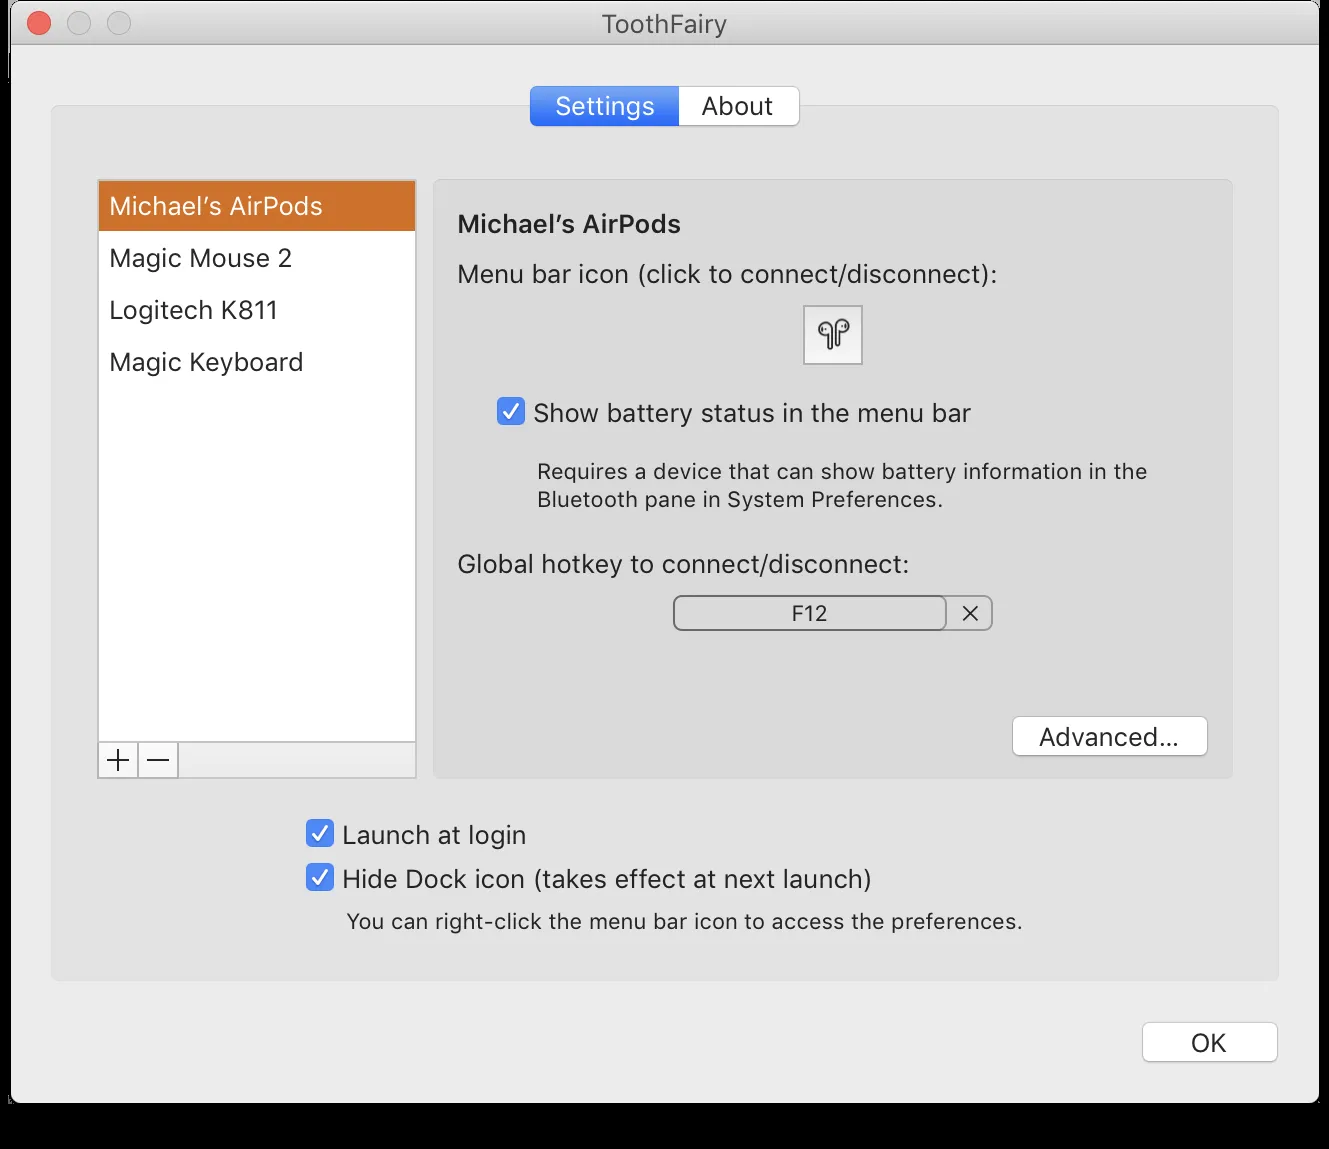 ToothFairy
Settings
About
Michael’s AirPods
Magic Mouse 2
Logitech K811
Magic Keyboard
Michael’s AirPods
Menu bar icon (click to connect/disconnect):
Show battery status in the menu bar
Requires a device that can show battery information in the
Bluetooth pane in System Preferences.
Global hotkey to connect/disconnect:
F12
Advanced...
Launch at login
Hide Dock icon (takes effect at next launch)
You can right-click the menu bar icon to access the preferences.
OK